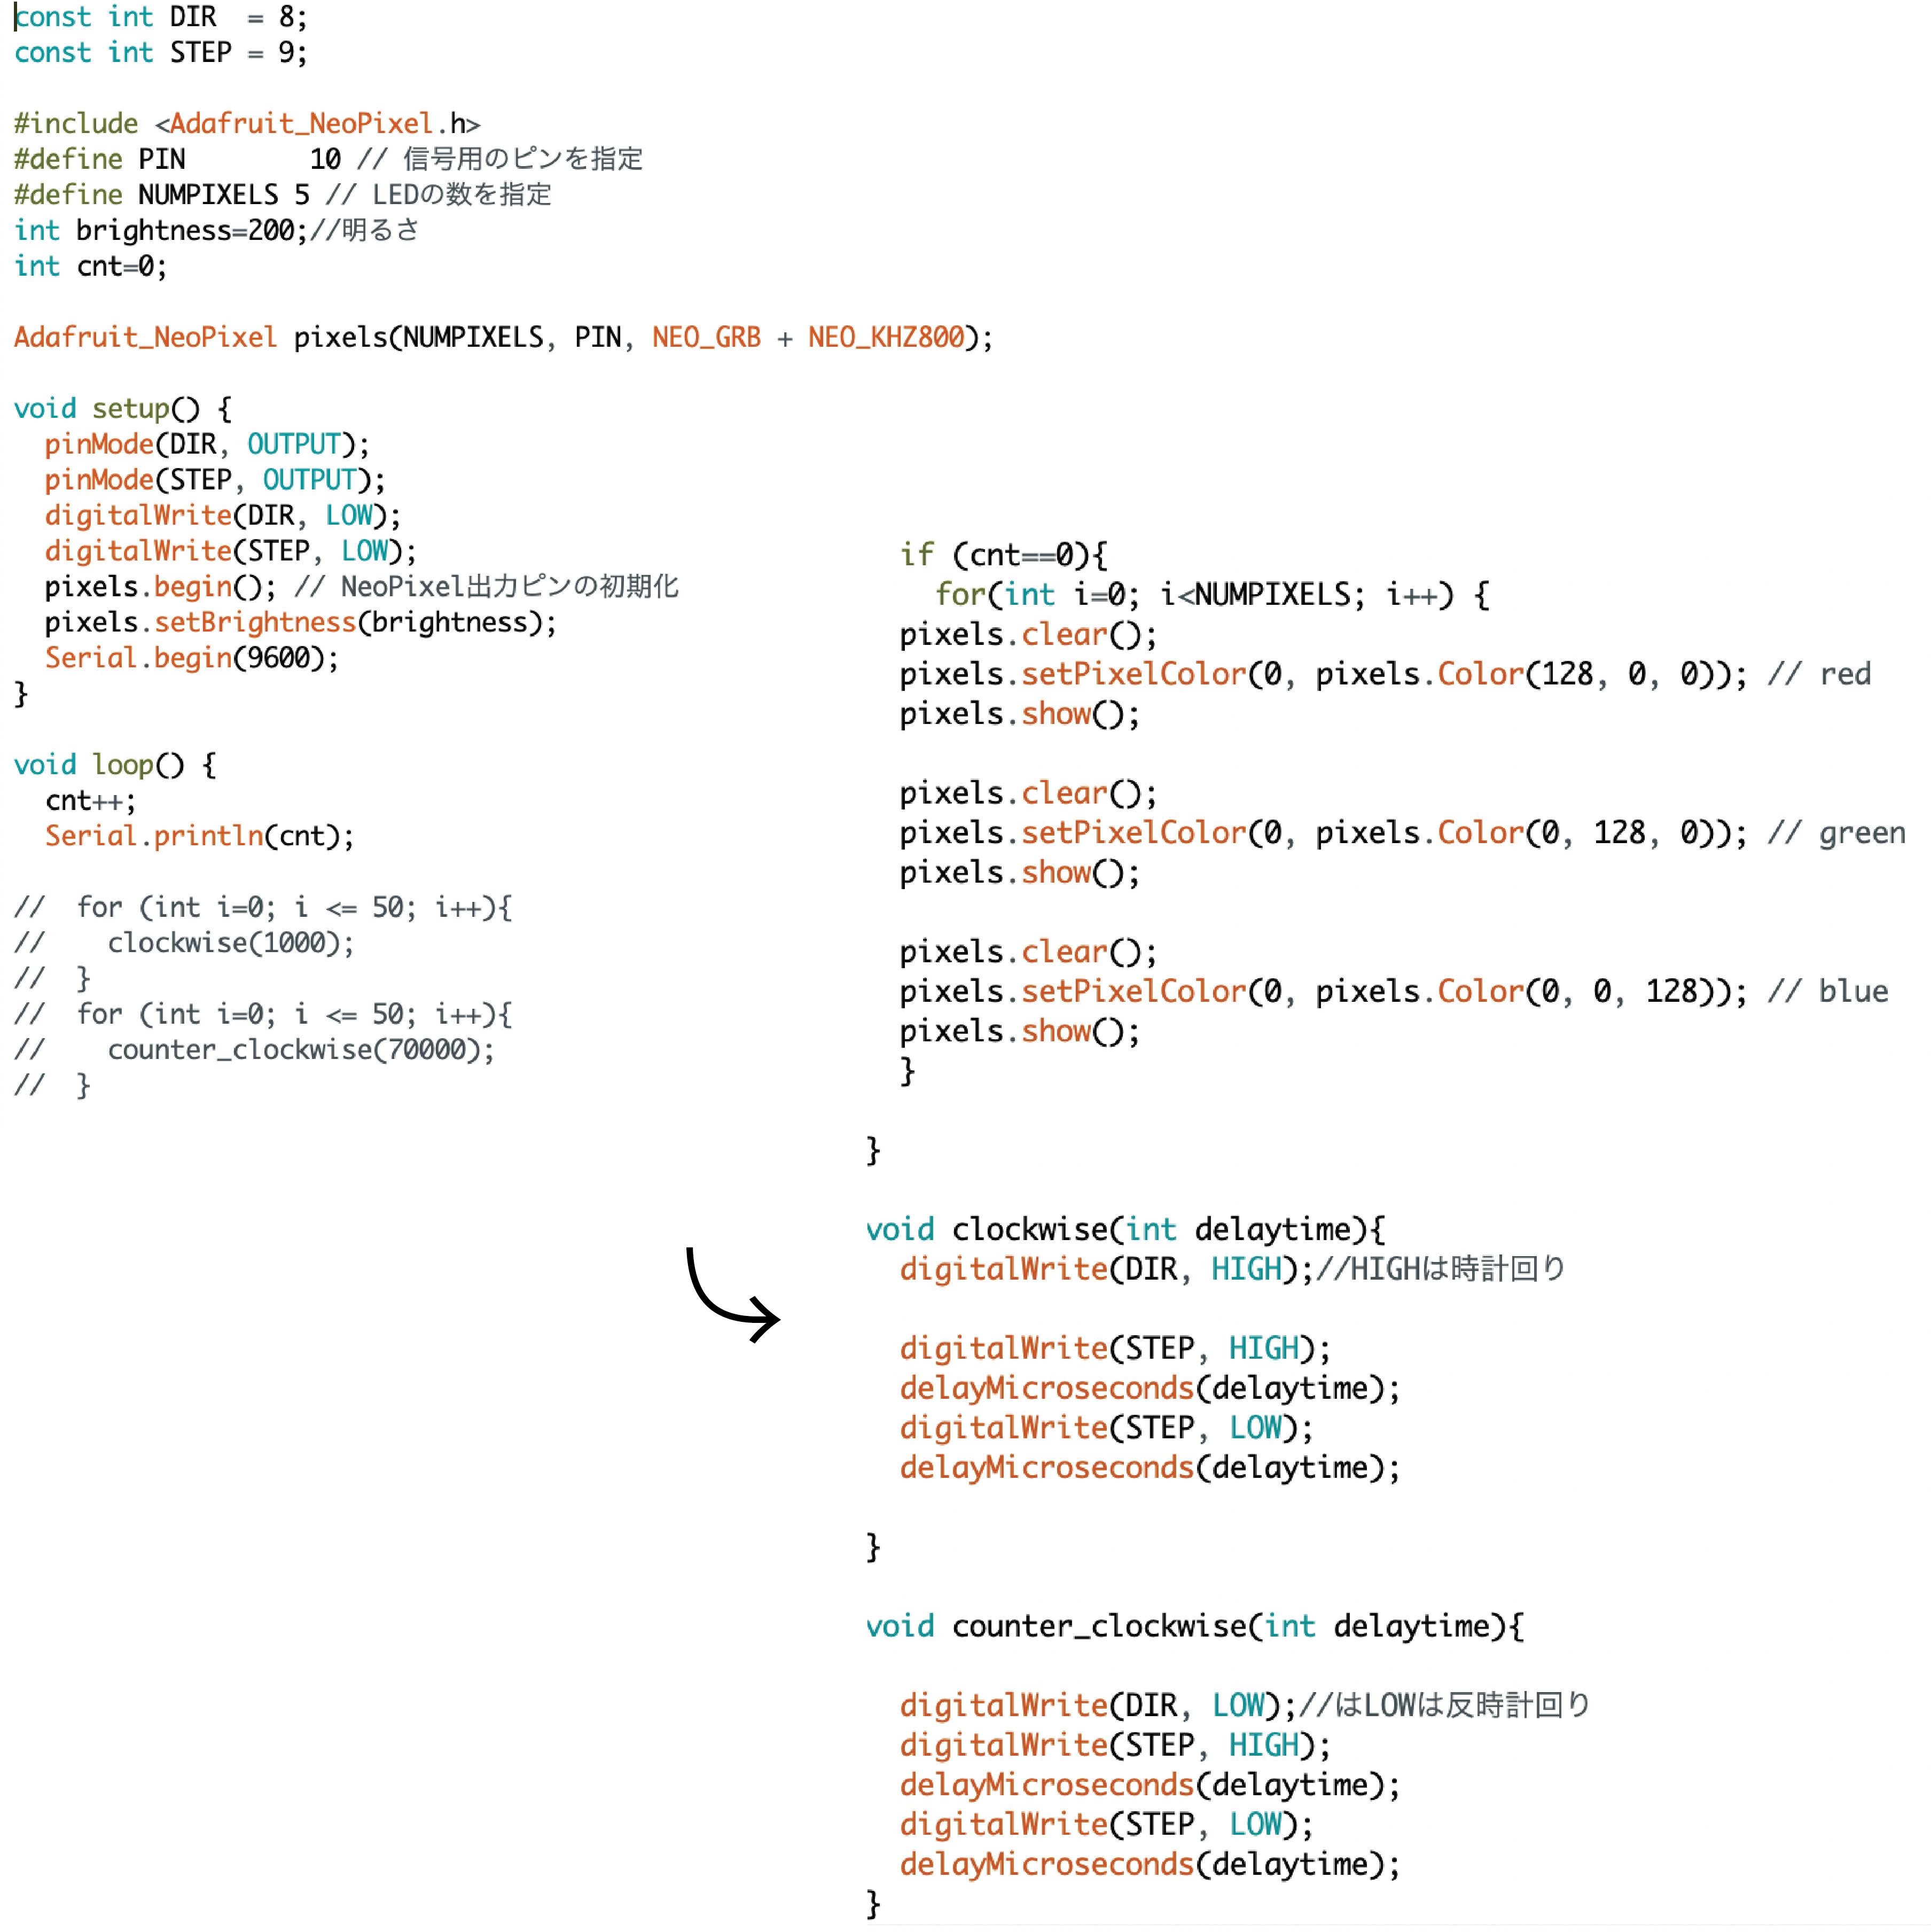 const int DIR  = 8;
const int STEP = 9;
#include <Adafruit_NeoPixel.h>
#define PIN        10 // 信号用のピンを指定
#define NUMPIXELS 5 // LEDの数を指定
int brightness=200;//明るさ
int cnt=0;
Adafruit_NeoPixel pixels(NUMPIXELS, PIN, NEO_GRB + NEO_KHZ800);
void setup() {
  pinMode(DIR, OUTPUT);
  pinMode(STEP, OUTPUT);
  digitalWrite(DIR, LOW);
  digitalWrite(STEP, LOW);
  pixels.begin(); // NeoPixel出力ピンの初期化
  pixels.setBrightness(brightness);
  Serial.begin(9600);
}
void loop() {
  cnt++;
  Serial.println(cnt);
//  for (int i=0; i <= 50; i++){
//    clockwise(1000);
//  }
//  for (int i=0; i <= 50; i++){
//    counter_clockwise(70000);
//  }
  if (cnt==0){
    for(int i=0; i<NUMPIXELS; i++) {
  pixels.clear();
  pixels.setPixelColor(0, pixels.Color(128, 0, 0)); // red
  pixels.show();
  pixels.clear();
  pixels.setPixelColor(0, pixels.Color(0, 128, 0)); // green
  pixels.show();
  pixels.clear();
  pixels.setPixelColor(0, pixels.Color(0, 0, 128)); // blue
  pixels.show();
  }
}
void clockwise(int delaytime){
  digitalWrite(DIR, HIGH);//HIGHは時計回り
  digitalWrite(STEP, HIGH);
  delayMicroseconds(delaytime);
  digitalWrite(STEP, LOW);
  delayMicroseconds(delaytime);
}
void counter_clockwise(int delaytime){
  digitalWrite(DIR, LOW);//はLOWは反時計回り
  digitalWrite(STEP, HIGH);
  delayMicroseconds(delaytime);
  digitalWrite(STEP, LOW);
  delayMicroseconds(delaytime);
}